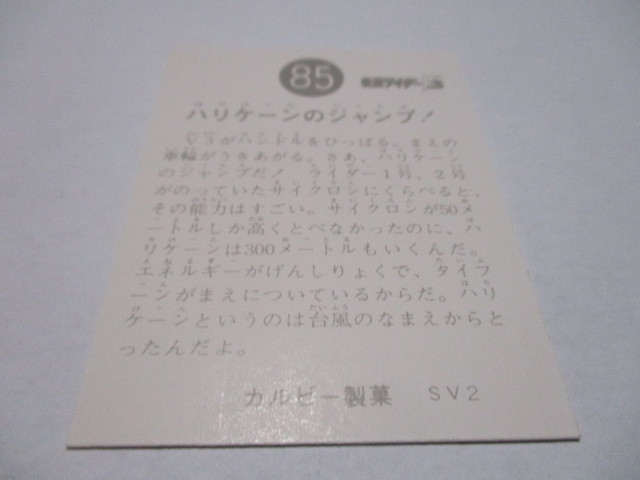 85
ハリケーンのジャンプ！
V3がハンドルをひっぱる。まえの
車輪がうきあがる。さあ、ハリケーン
のジャンプだ！ ライダー1号、2号
がのっていたサイクロンにくらべると、
その能力はすごい。サイクロンが50メ
ートルしか高くとべなかったのに、ハ
リケーンは300メートルもいくんだ。
エネルギーがげんしりょくで、タイフ
ーンがまえについているからだ。ハリ
ケーンというのは台風のなまえからと
ったんだよ。
カルビー製菓 SV2